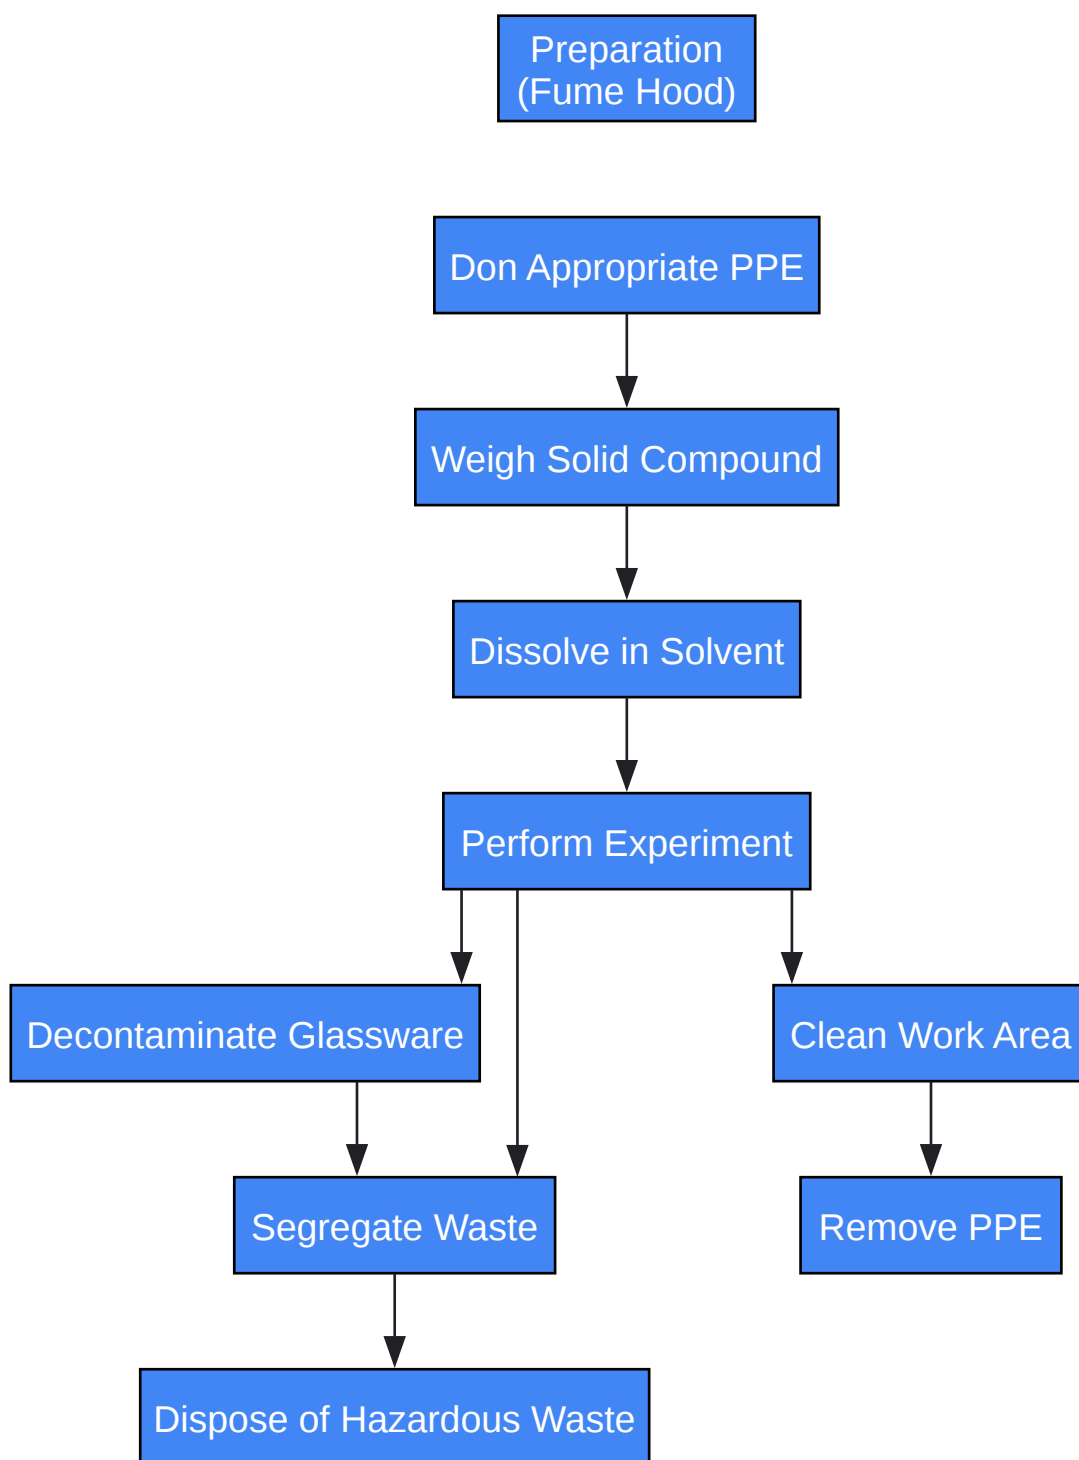 Preparation
(Fume Hood)
Don Appropriate PPE
Weigh Solid Compound
Dissolve in Solvent
Perform Experiment
Decontaminate Glassware
Clean Work Area
Segregate Waste
Remove PPE
Dispose of Hazardous Waste